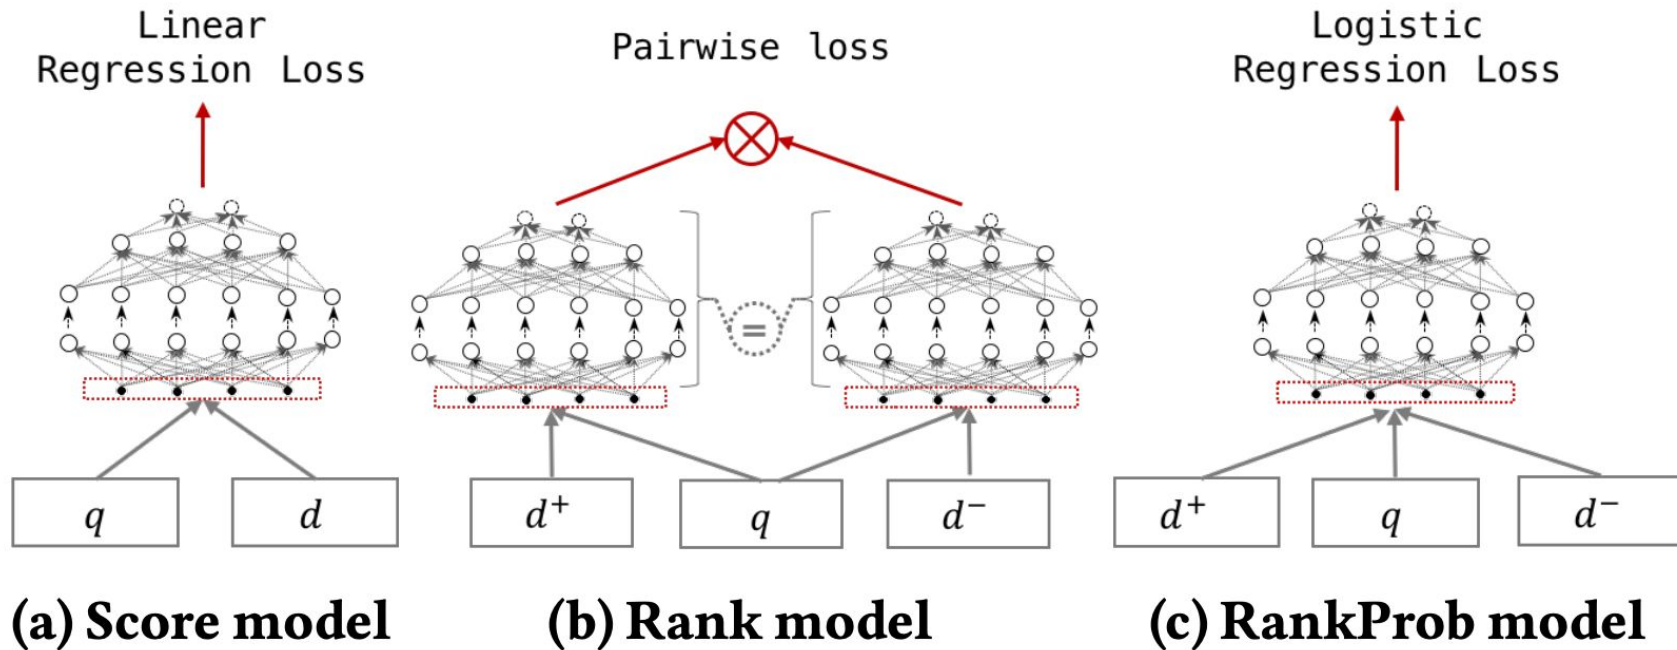 Linear
Regression Loss
Pairwise loss
Logistic
Regression Loss
=
q
d
d⁺
q
d⁻
d⁺
q
d⁻
(a) Score model
(b) Rank model
(c) RankProb model